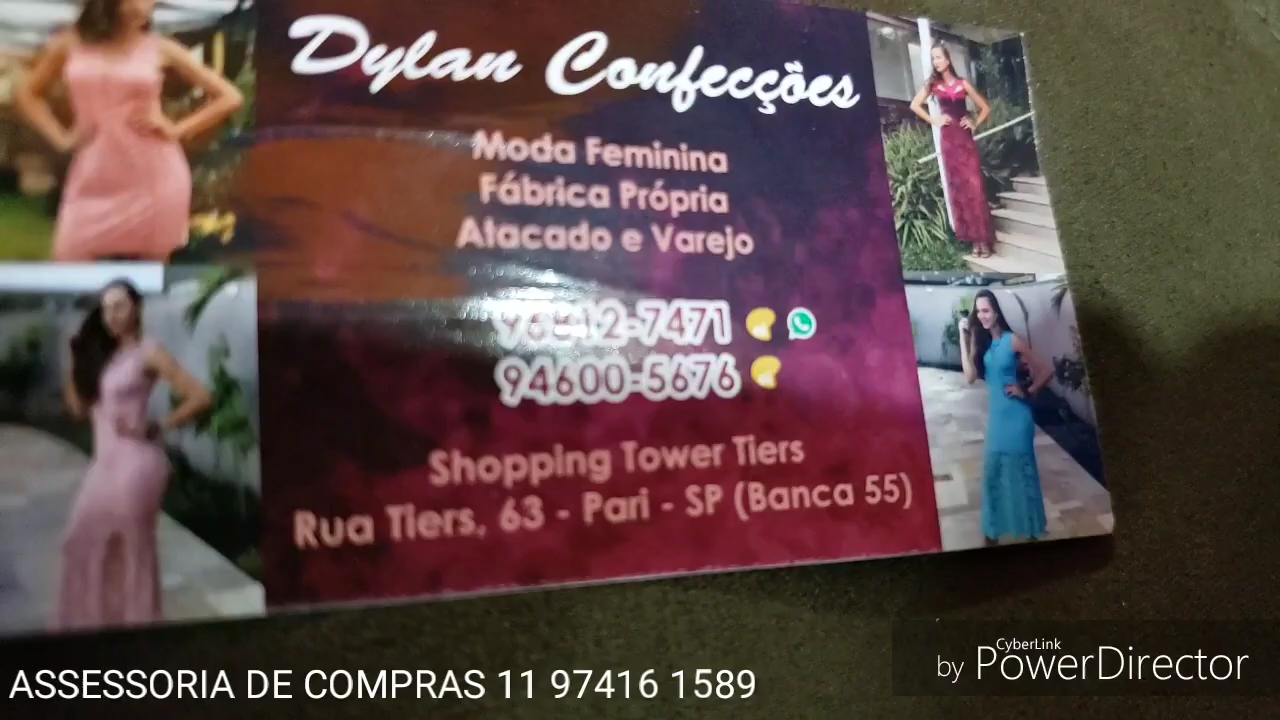 Dylan Confecções
Moda Feminina
Fábrica Própria
Atacado e Varejo
94600-5676
Shopping Tower Tiers
Rua Tiers, 63 - Pari - SP (Banca 55)
ASSESSORIA DE COMPRAS 11 97416 1589
by CyberLink PowerDirector